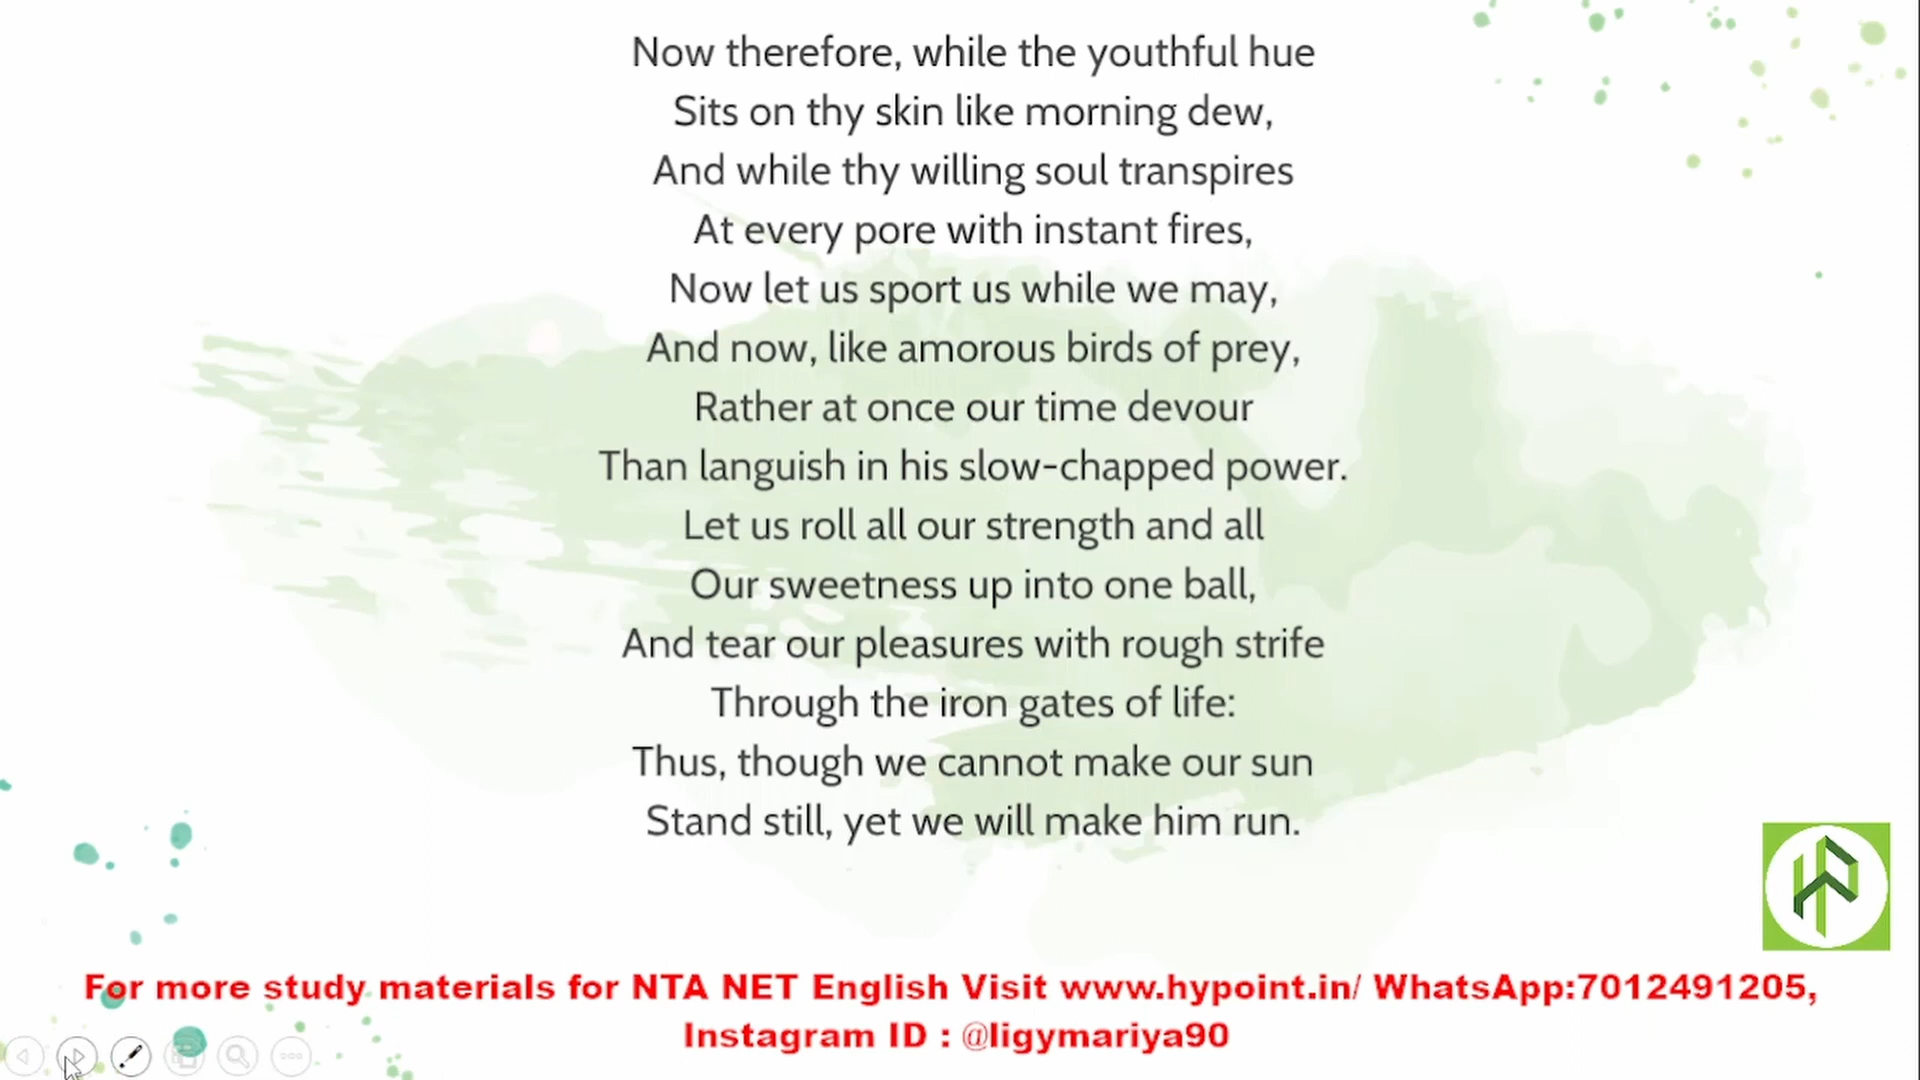 Now therefore, while the youthful hue
Sits on thy skin like morning dew,
And while thy willing soul transpires
At every pore with instant fires,
Now let us sport us while we may,
And now, like amorous birds of prey,
Rather at once our time devour
Than languish in his slow-chapped power.
Let us roll all our strength and all
Our sweetness up into one ball,
And tear our pleasures with rough strife
Through the iron gates of life:
Thus, though we cannot make our sun
Stand still, yet we will make him run.
For more study materials for NTA NET English Visit www.hypoint.in/ WhatsApp:7012491205,
Instagram ID : @ligymariya90